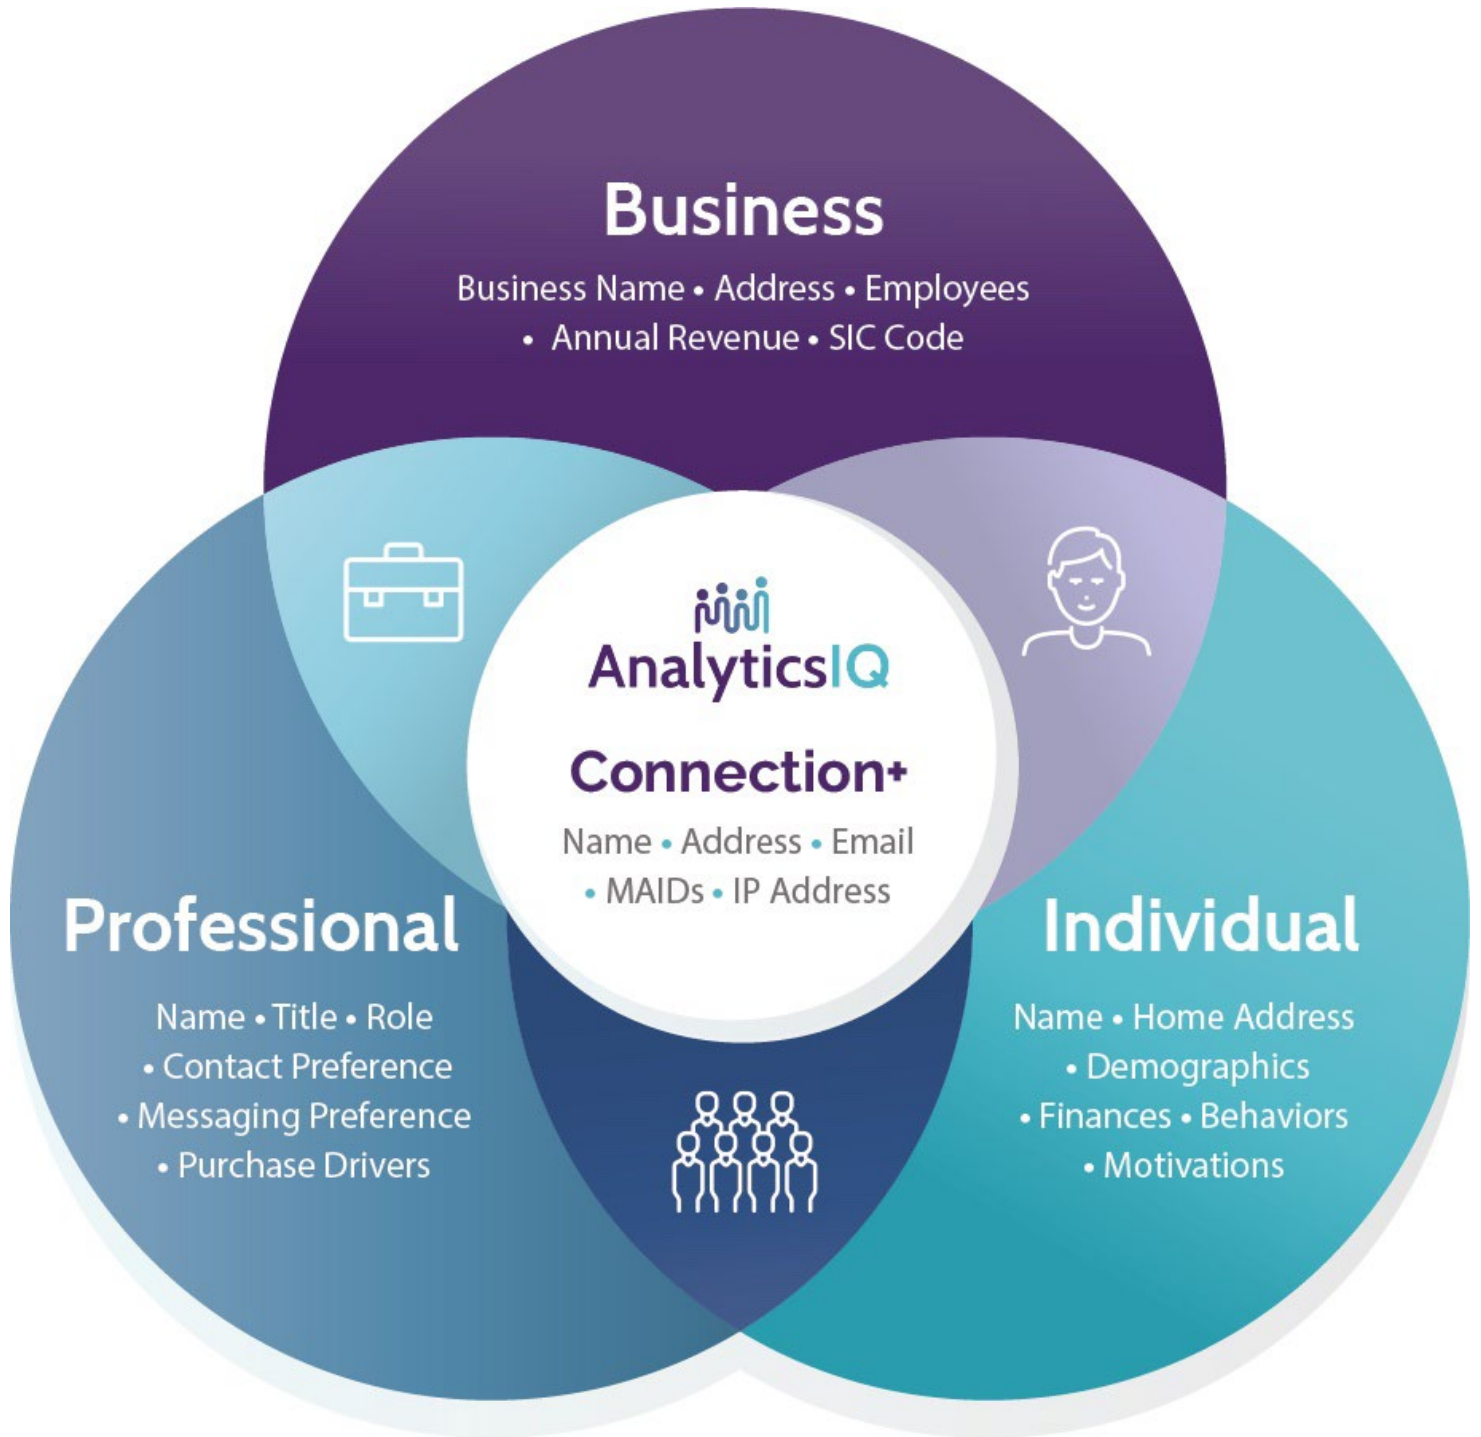 Business
Business Name • Address • Employees
• Annual Revenue • SIC Code
AnalyticsIQ
Connection+
Name • Address • Email
• MAIDs • IP Address
Professional
Name • Title • Role
• Contact Preference
• Messaging Preference
• Purchase Drivers
Individual
Name • Home Address
• Demographics
• Finances • Behaviors
• Motivations